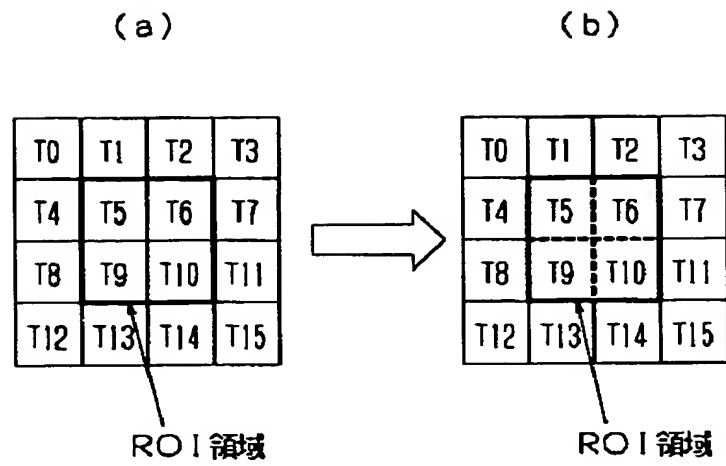 (a)
(b)
T0 T1 T2 T3
T4 T5 T6 T7
T8 T9 T10 T11
T12 T13 T14 T15
T0 T1 T2 T3
T4 T5 T6 T7
T8 T9 T10 T11
T12 T13 T14 T15
ROI領域
ROI領域